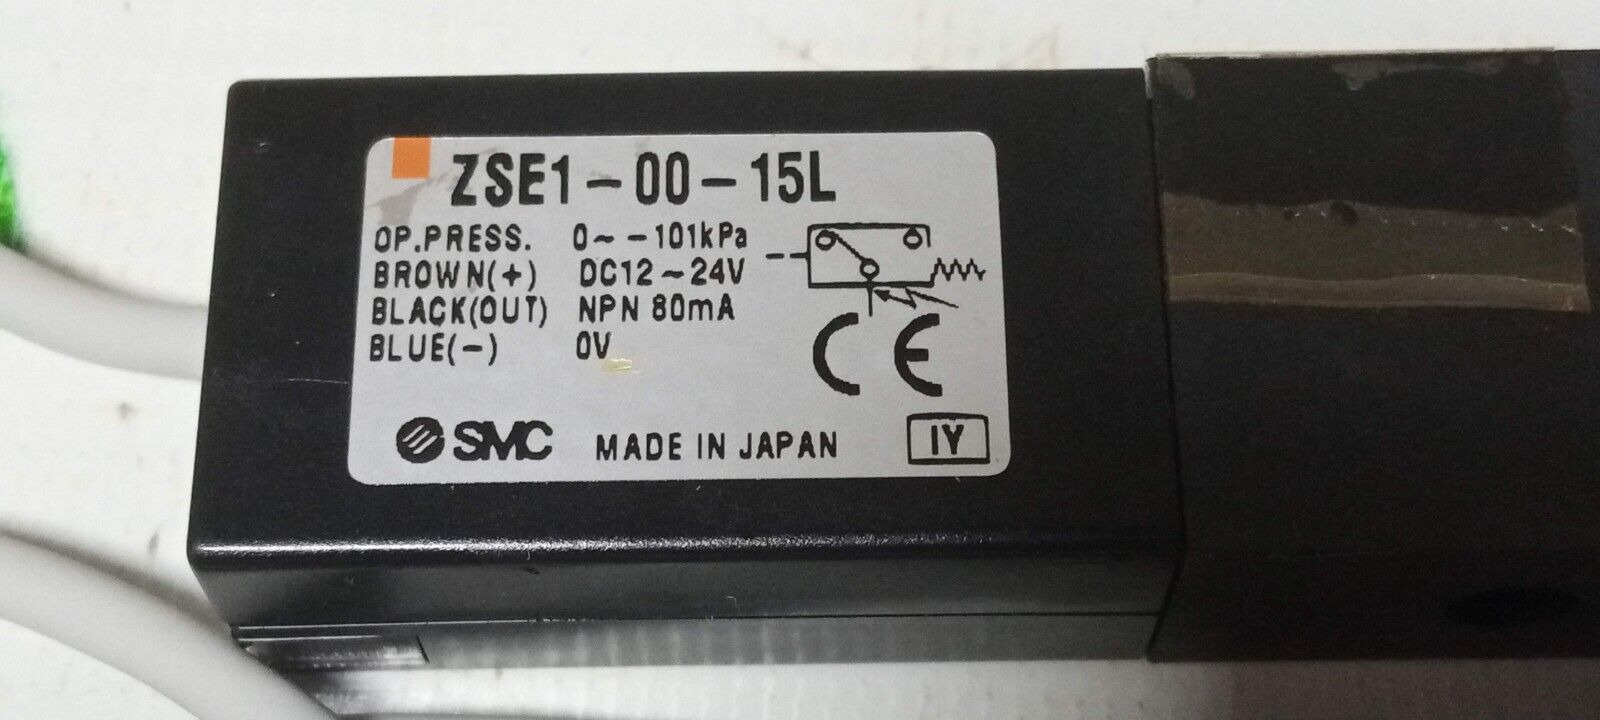 ZSE1-00-15L
OP.PRESS. 0~-101kPa
BROWN(+) DC12~24V
BLACK(OUT) NPN 80mA
BLUE(-) 0V
CE
SMC MADE IN JAPAN IY